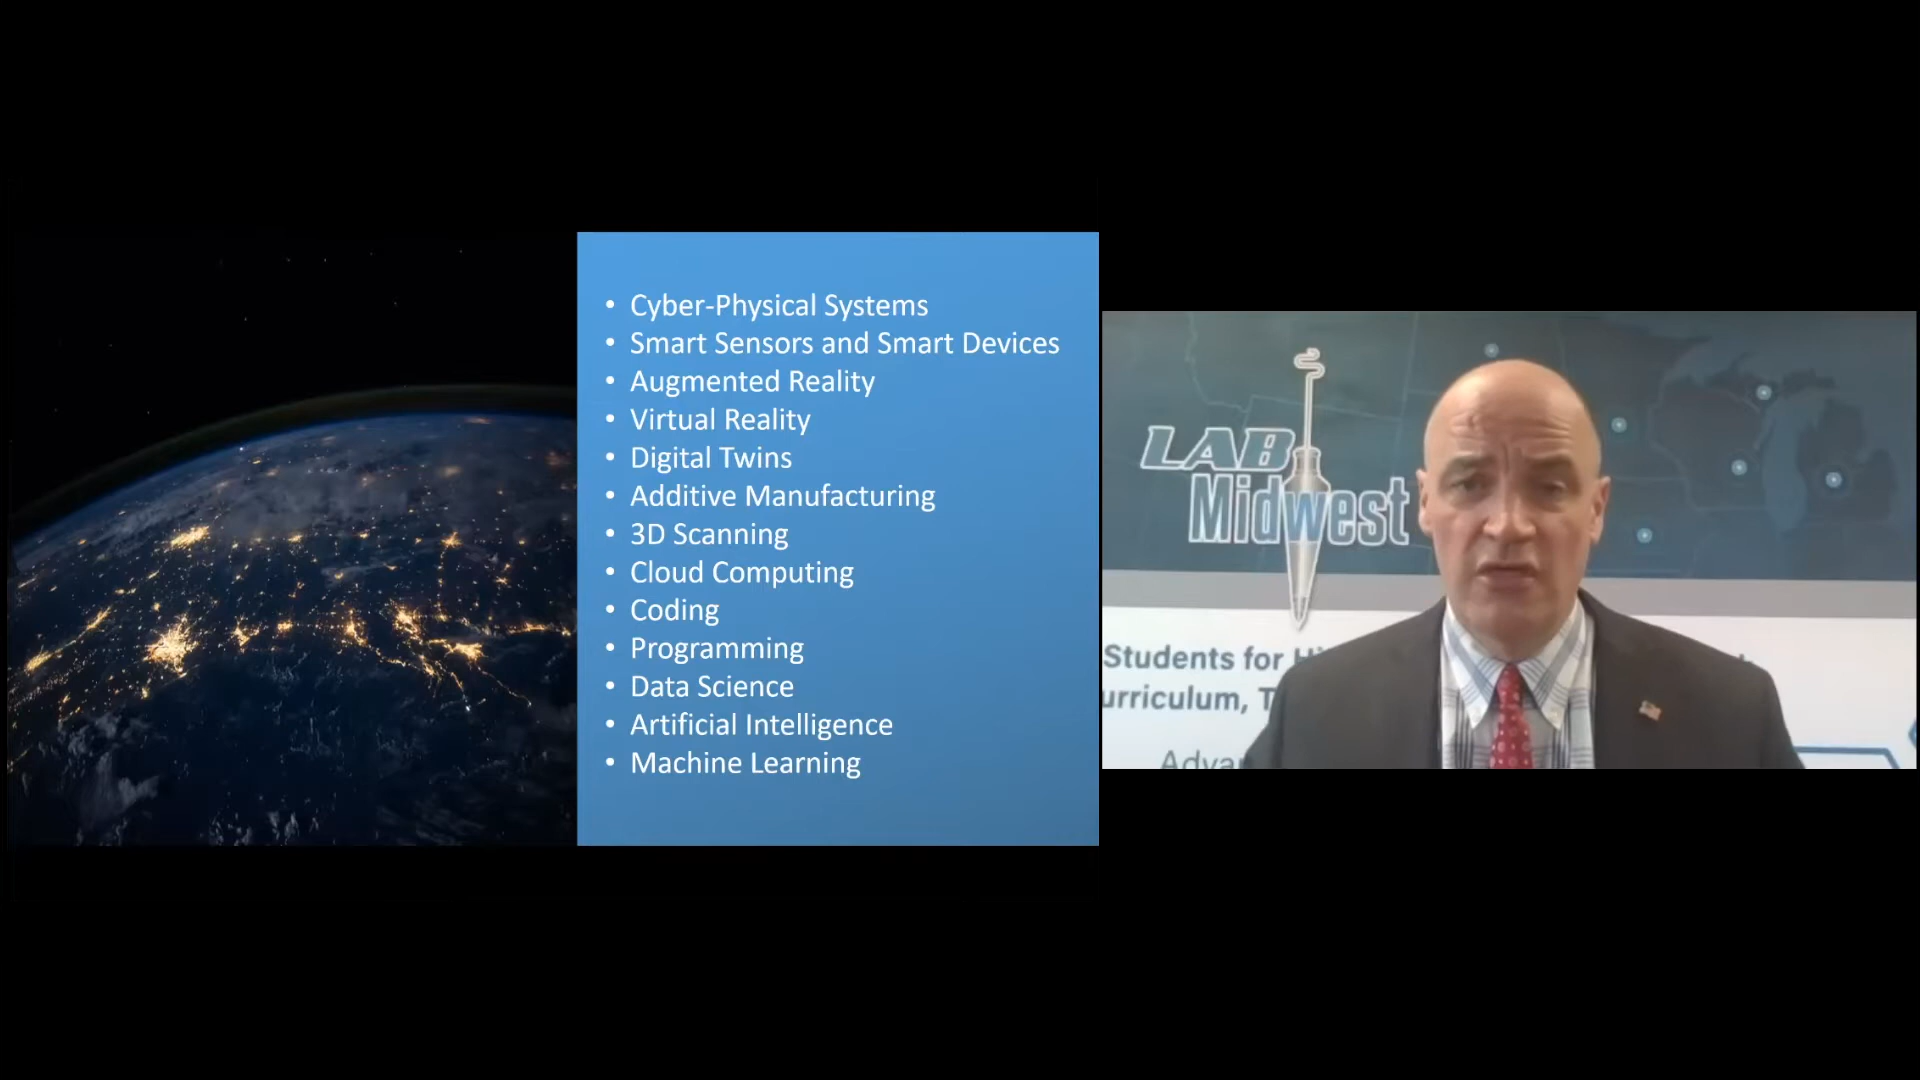 • Cyber-Physical Systems
• Smart Sensors and Smart Devices
• Augmented Reality
• Virtual Reality
• Digital Twins
• Additive Manufacturing
• 3D Scanning
• Cloud Computing
• Coding
• Programming
• Data Science
• Artificial Intelligence
• Machine Learning
LAB
Midwest
Students for